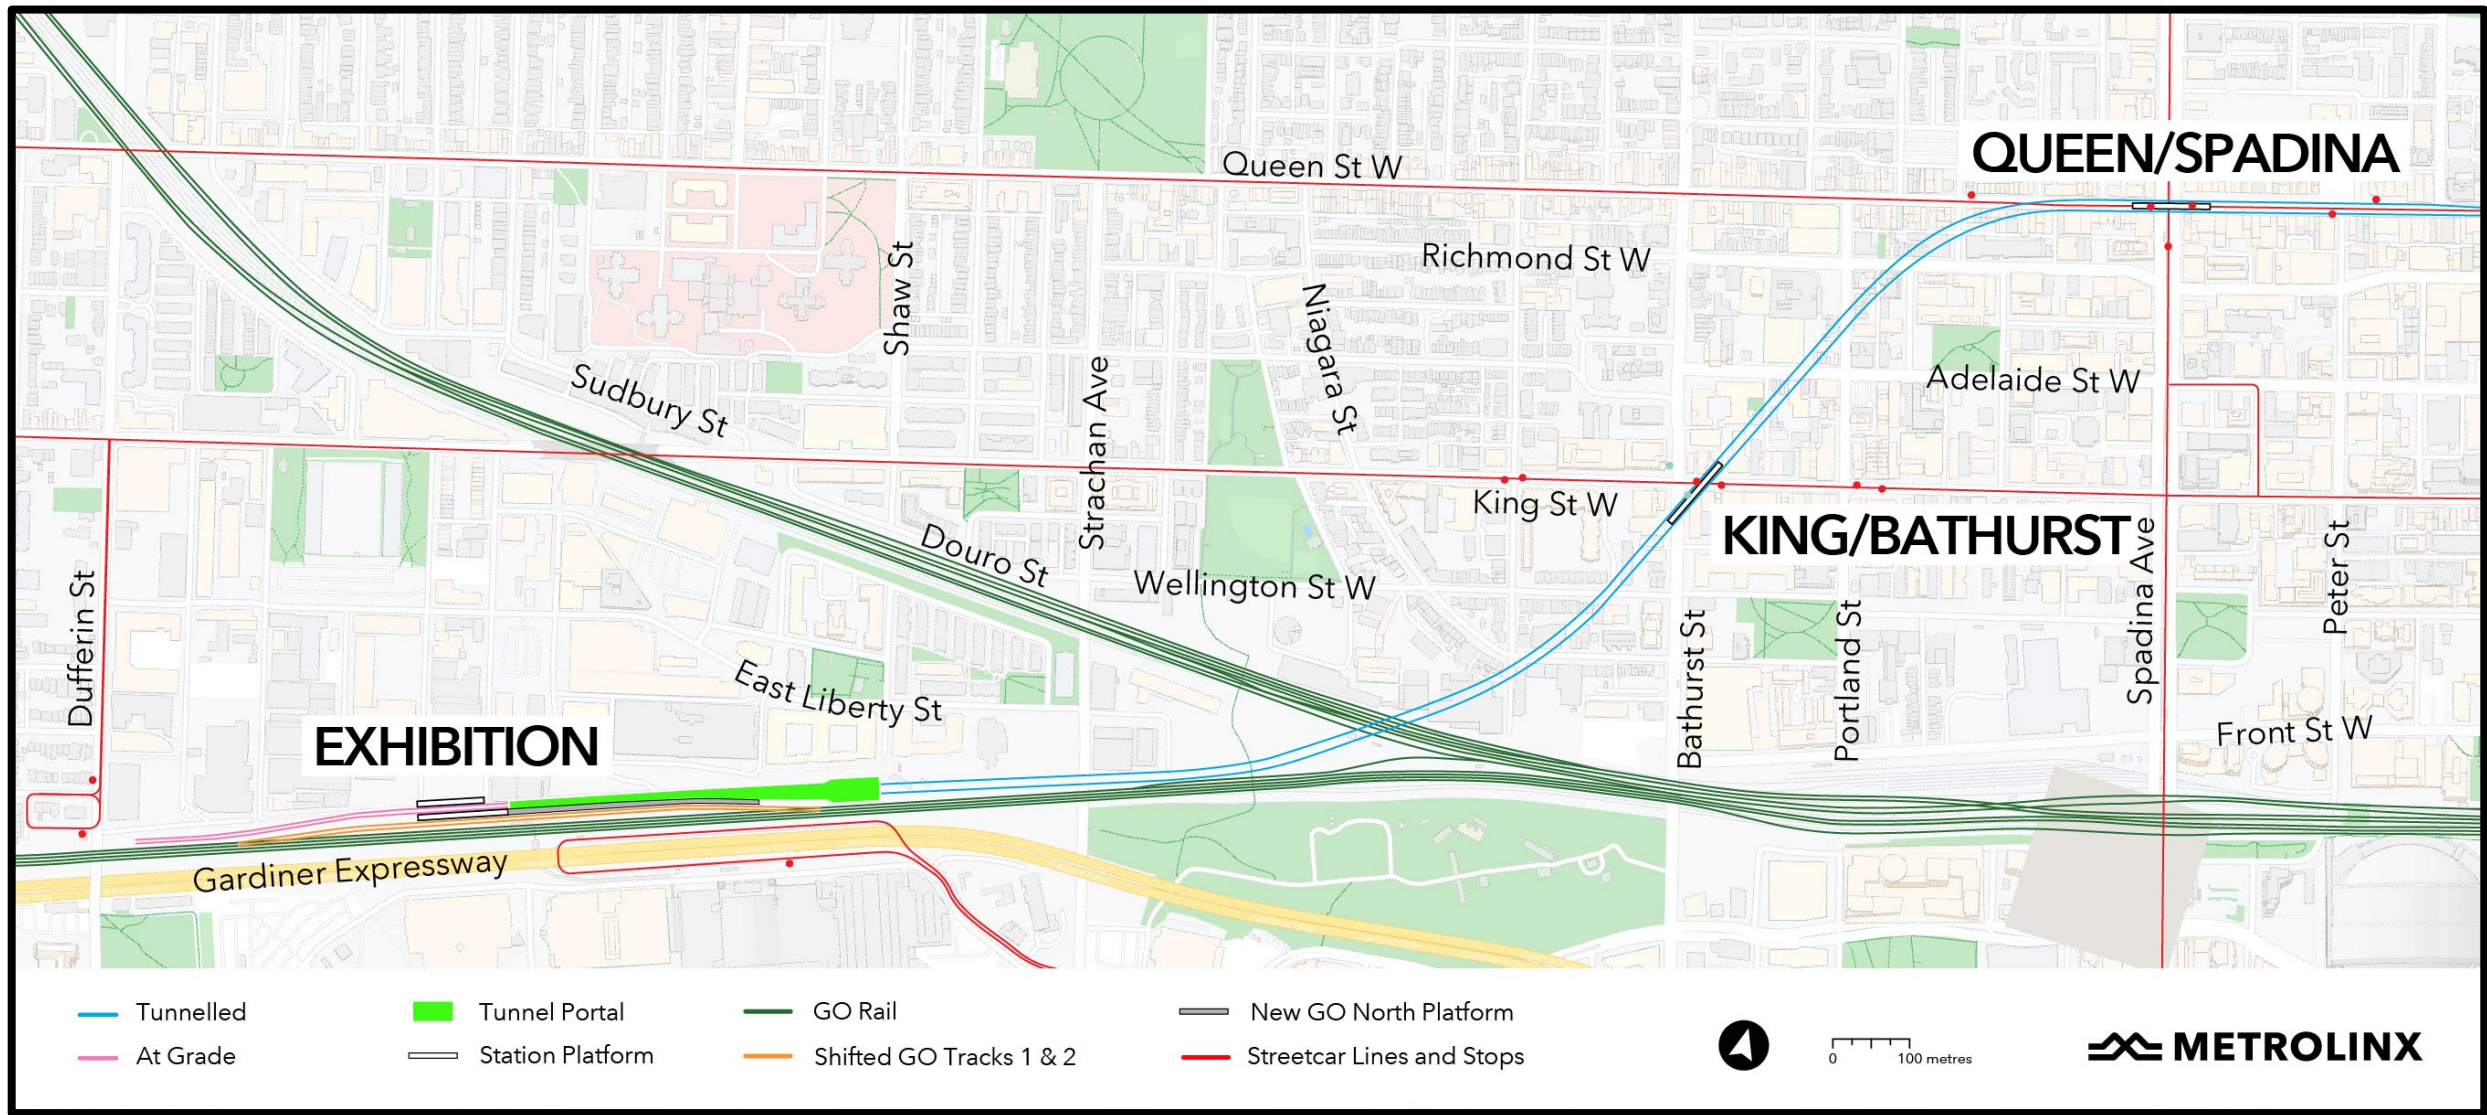 QUEEN/SPADINA
Queen St W
Richmond St W
Shaw St
Niagara St
Sudbury St
Strachan Ave
Adelaide St W
King St W
KING/BATHURST
Douro St
Wellington St W
Dufferin St
Bathurst St
Portland St
Spadina Ave
Peter St
East Liberty St
Front St W
EXHIBITION
Gardiner Expressway
Tunnelled
Tunnel Portal
GO Rail
New GO North Platform
At Grade
Station Platform
Shifted GO Tracks 1 & 2
Streetcar Lines and Stops
0 100 metres
METROLINX